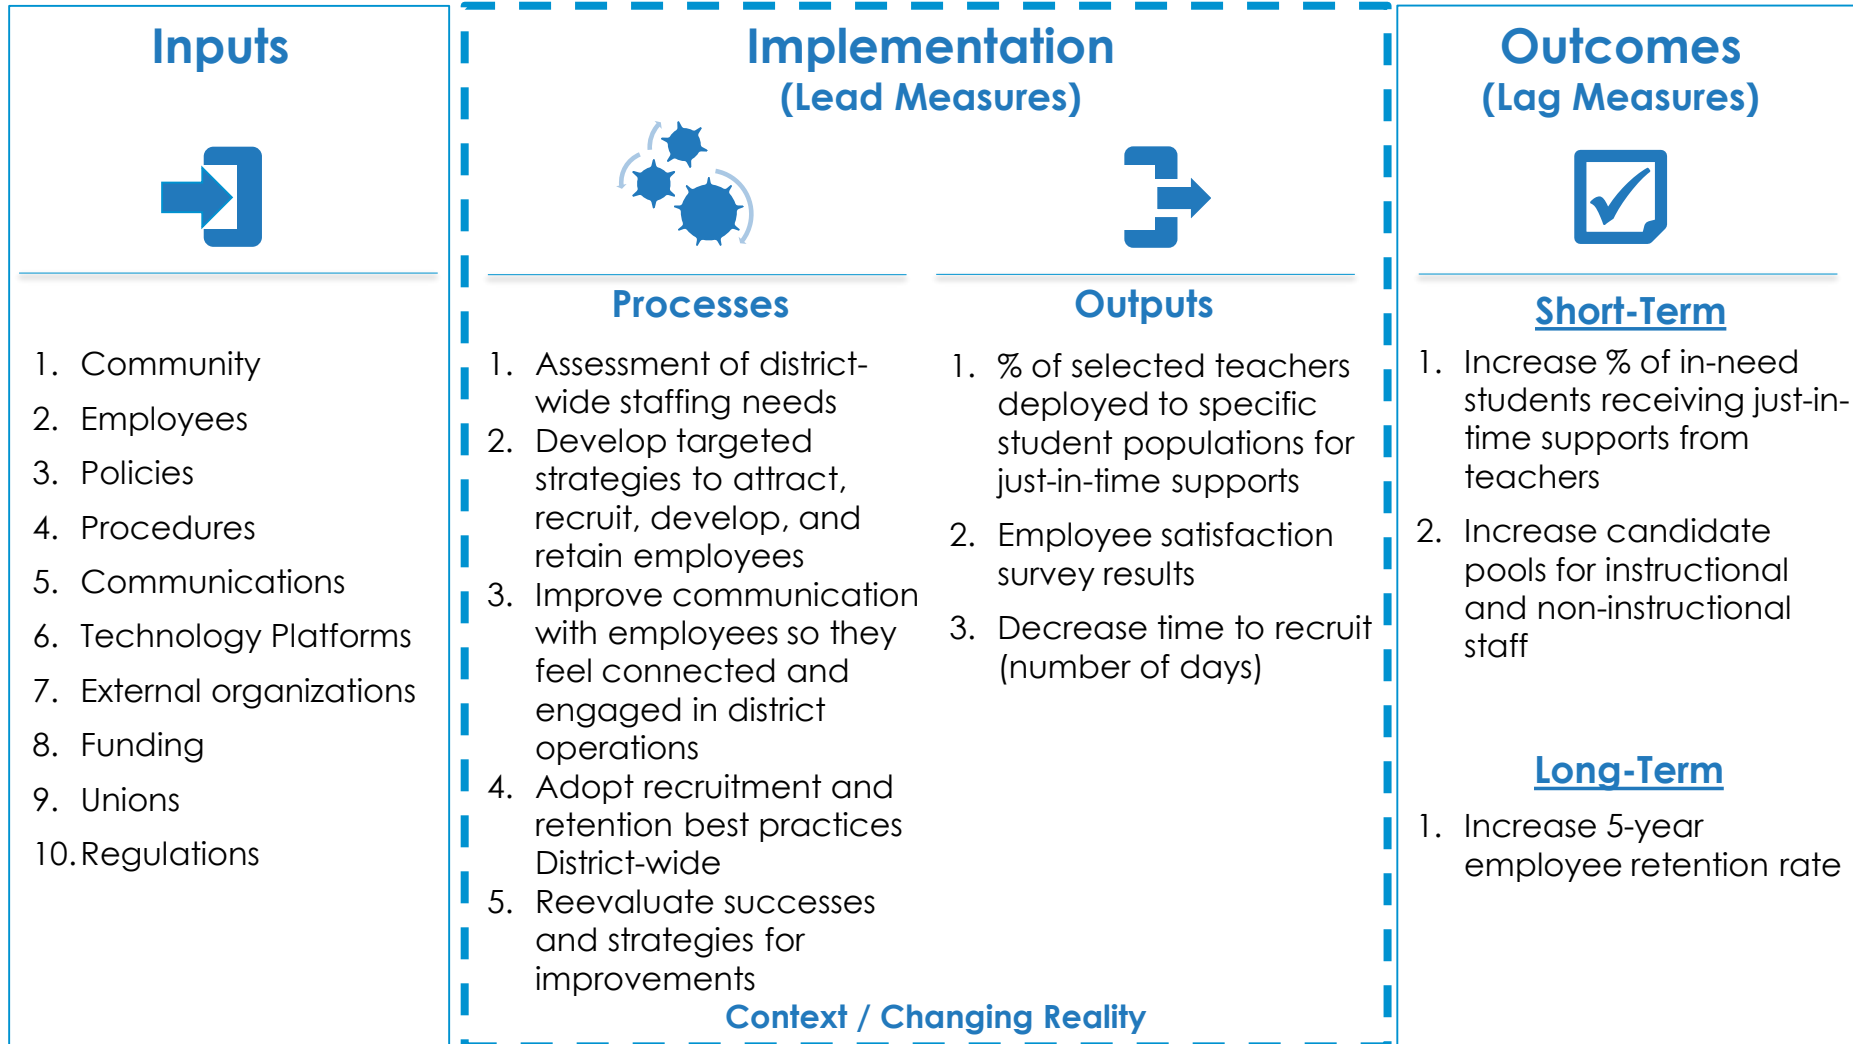 Inputs
1. Community
2. Employees
3. Policies
4. Procedures
5. Communications
6. Technology Platforms
7. External organizations
8. Funding
9. Unions
10. Regulations
Implementation
(Lead Measures)
Processes
1. Assessment of district-
wide staffing needs
2. Develop targeted
strategies to attract,
recruit, develop, and
retain employees
3. Improve communication
with employees so they
feel connected and
engaged in district
operations
4. Adopt recruitment and
retention best practices
District-wide
5. Reevaluate successes
and strategies for
improvements
Outputs
1. % of selected teachers
deployed to specific
student populations for
just-in-time supports
2. Employee satisfaction
survey results
3. Decrease time to recruit
(number of days)
Context / Changing Reality
Outcomes
(Lag Measures)
Short-Term
1. Increase % of in-need
students receiving just-in-
time supports from
teachers
2. Increase candidate
pools for instructional
and non-instructional
staff
Long-Term
1. Increase 5-year
employee retention rate